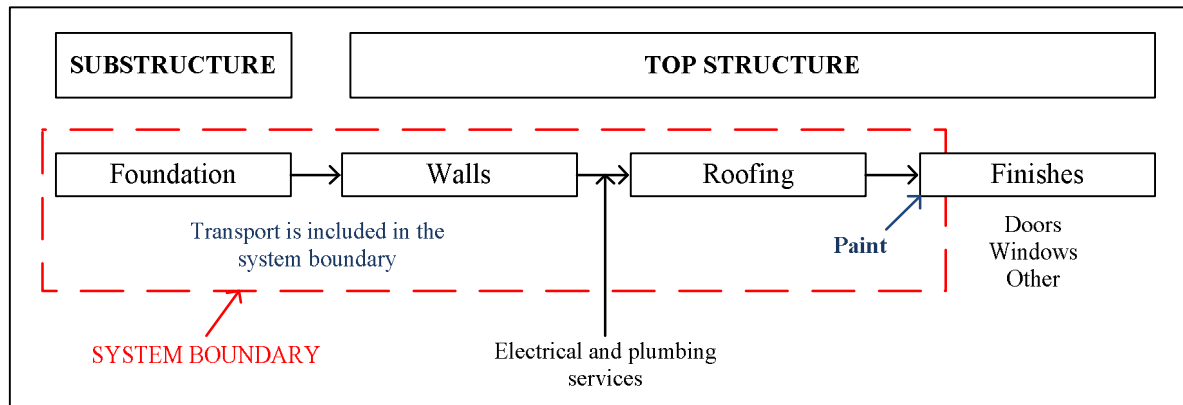 SUBSTRUCTURE
TOP STRUCTURE
Foundation
Walls
Roofing
Finishes
Transport is included in the
system boundary
Paint
Doors
Windows
Other
SYSTEM BOUNDARY
Electrical and plumbing
services